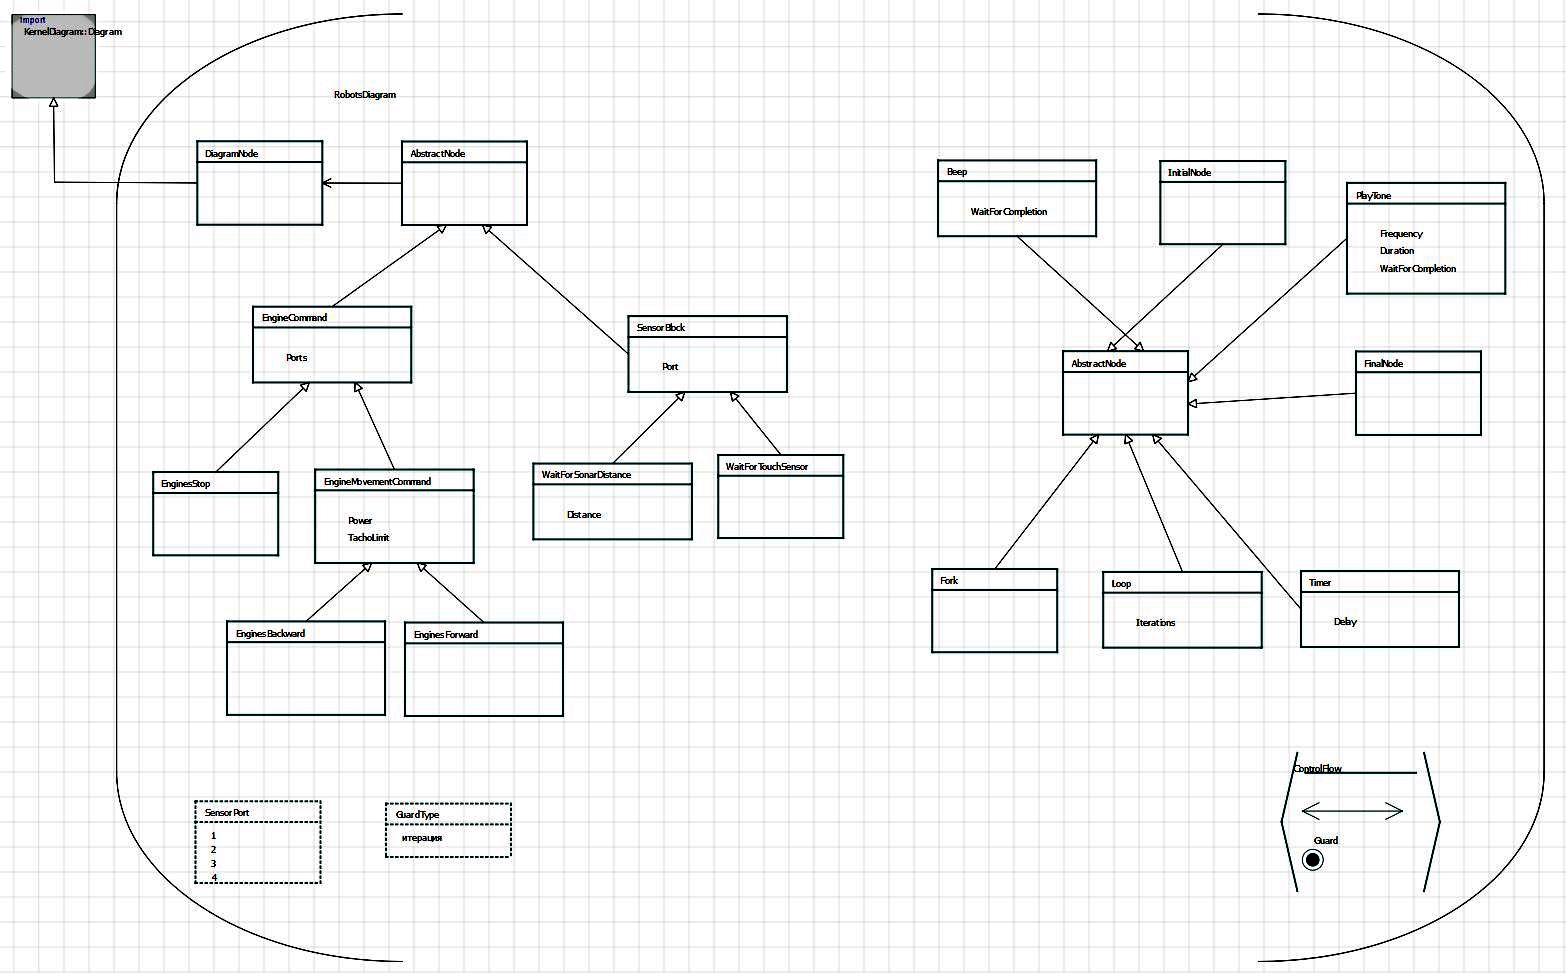 Import
KernelDiagram::Diagram
RobotsDiagram
DiagramNode
AbstractNode
EngineCommand
Ports
SensorBlock
Port
EnginesStop
EngineMovementCommand
Power
TachoLimit
WaitForSonarDistance
Distance
WaitForTouchSensor
EnginesBackward
EnginesForward
SensorPort
1
2
3
4
GuardType
итерация
Beep
WaitForCompletion
InitialNode
PlayTone
Frequency
Duration
WaitForCompletion
AbstractNode
FinalNode
Fork
Loop
Iterations
Timer
Delay
ControlFlow
Guard